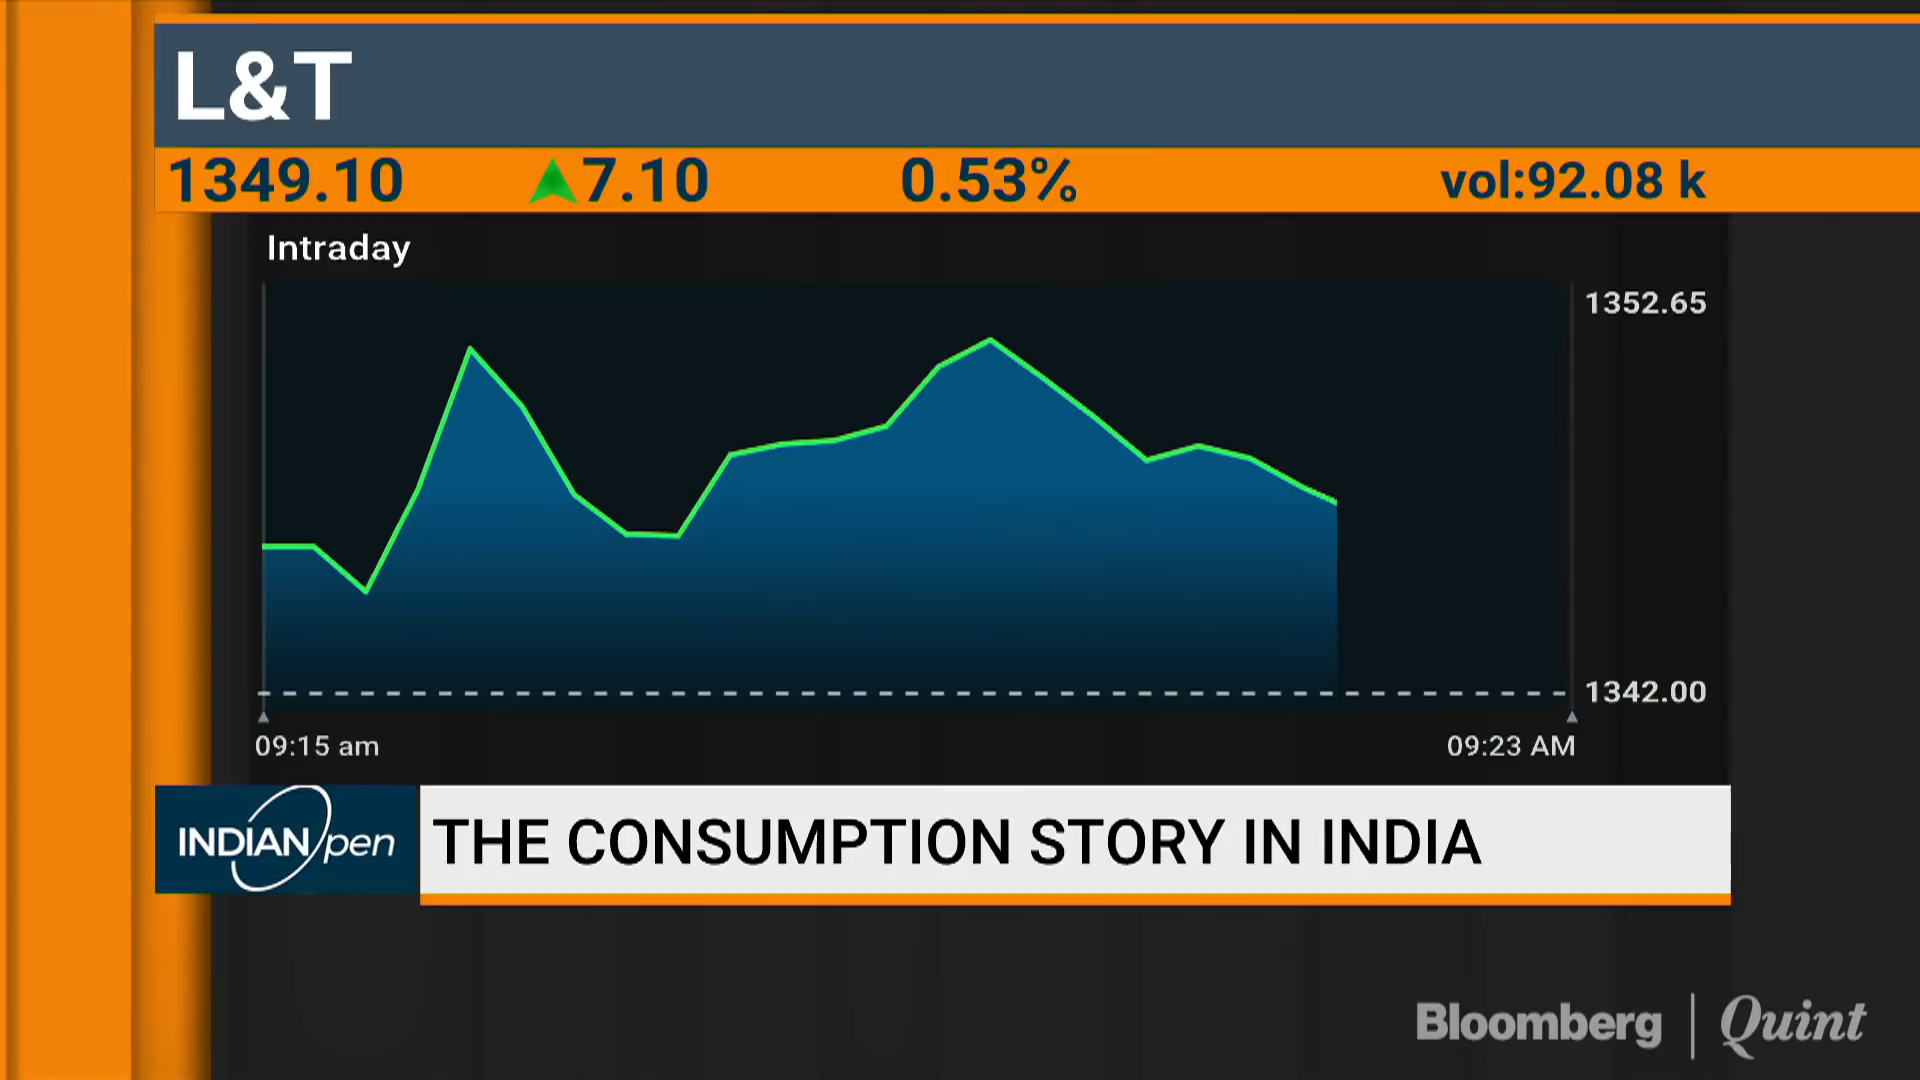 L&T
1349.10 ▲7.10 0.53% vol:92.08 k
Intraday
1352.65
1342.00
09:15 am 09:23 AM
INDIAN Open
THE CONSUMPTION STORY IN INDIA
Bloomberg | Quint